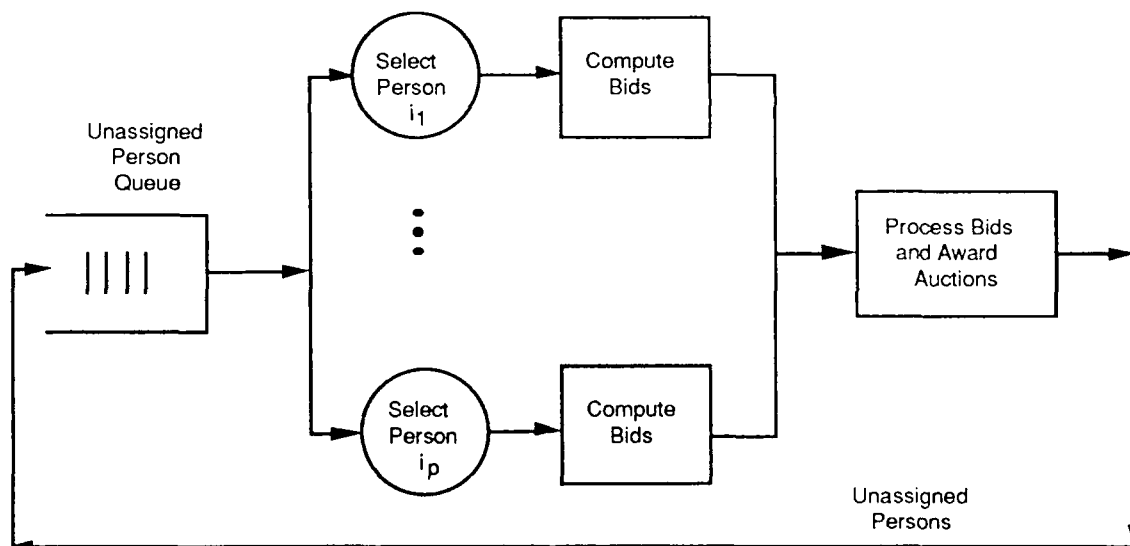 Select
Person
i1
Compute
Bids
Unassigned
Person
Queue
Process Bids
and Award
Auctions
Select
Person
ip
Compute
Bids
Unassigned
Persons